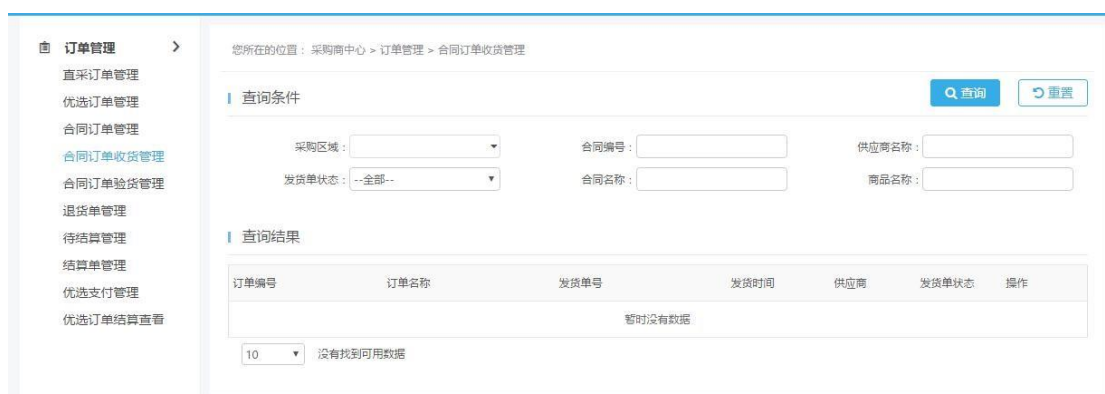 订单管理
直采订单管理
优选订单管理
合同订单管理
合同订单收货管理
合同订单验货管理
退货单管理
待结算管理
结算单管理
优选支付管理
优选订单结算查看
您所在的位置： 采购商中心 > 订单管理 > 合同订单收货管理
查询条件 查询 重置
采购区域： 合同编号： 供应商名称：
发货单状态： --全部-- 合同名称： 商品名称：
查询结果
订单编号 订单名称 发货单号 发货时间 供应商 发货单状态 操作
暂时没有数据
10 没有找到可用数据